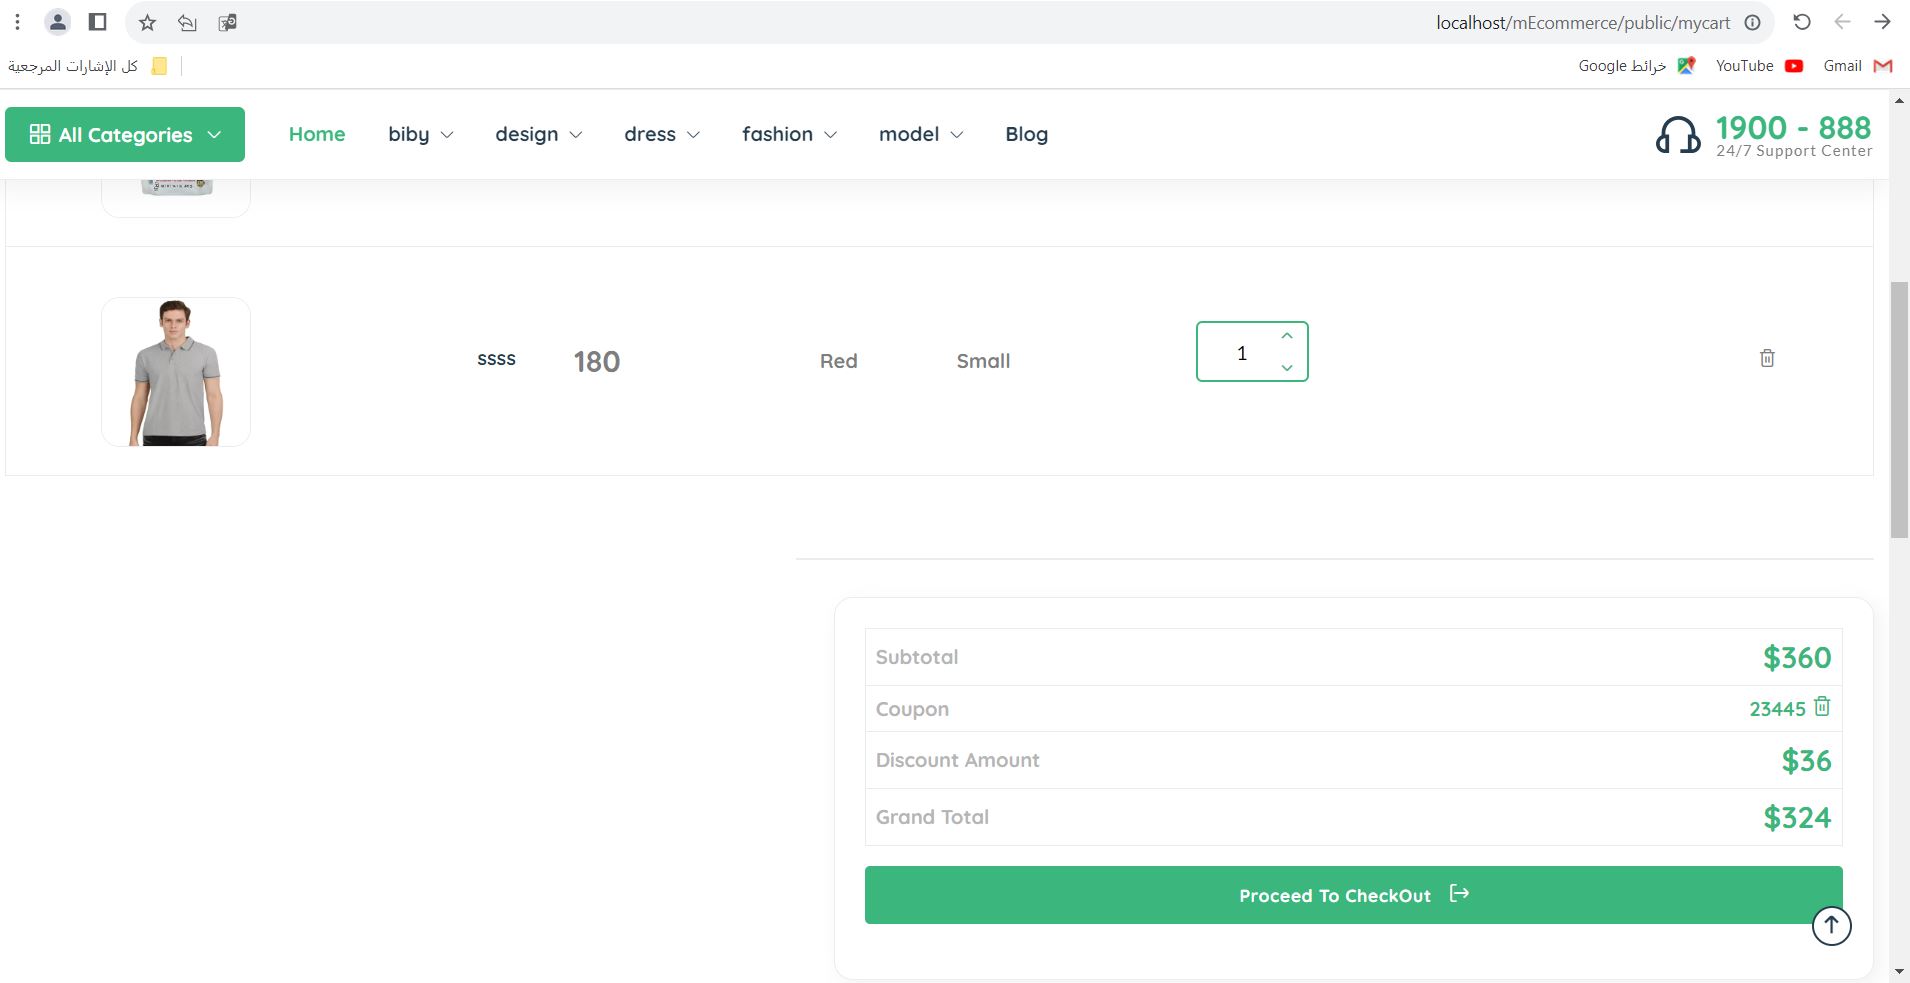 localhost/mEcommerce/public/mycart
كل الإشارات المرجعية
خرائط Google
YouTube
Gmail
All Categories
Home
biby
design
dress
fashion
model
Blog
1900 - 888
24/7 Support Center
ssss
180
Red
Small
1
Subtotal
$360
Coupon
23445
Discount Amount
$36
Grand Total
$324
Proceed To CheckOut